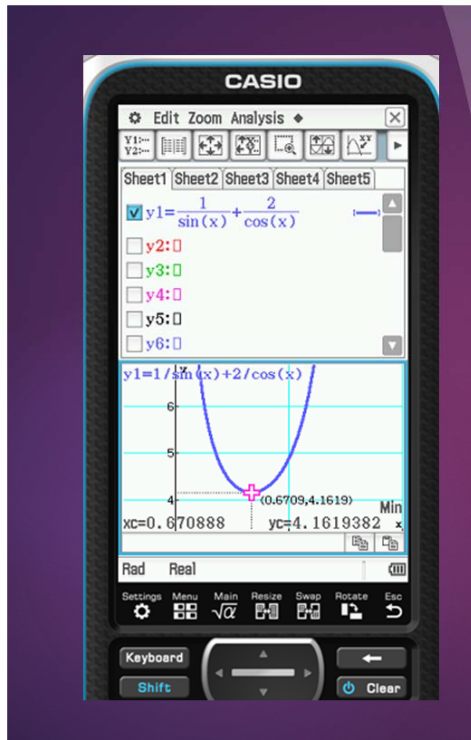 CASIO
Edit Zoom Analysis ◆
Y1:... Y2:...
Sheet1 Sheet2 Sheet3 Sheet4 Sheet5
y1=1/sin(x)+2/cos(x)
y2:▯
y3:▯
y4:▯
y5:▯
y6:▯
y1=1/sin(x)+2/cos(x)
y
6
5
4
(0.6709,4.1619)
Min
xc=0.670888 yc=4.1619382 x
Rad Real
Settings Menu Main Resize Swap Rotate Esc
√α
Keyboard
Shift Clear